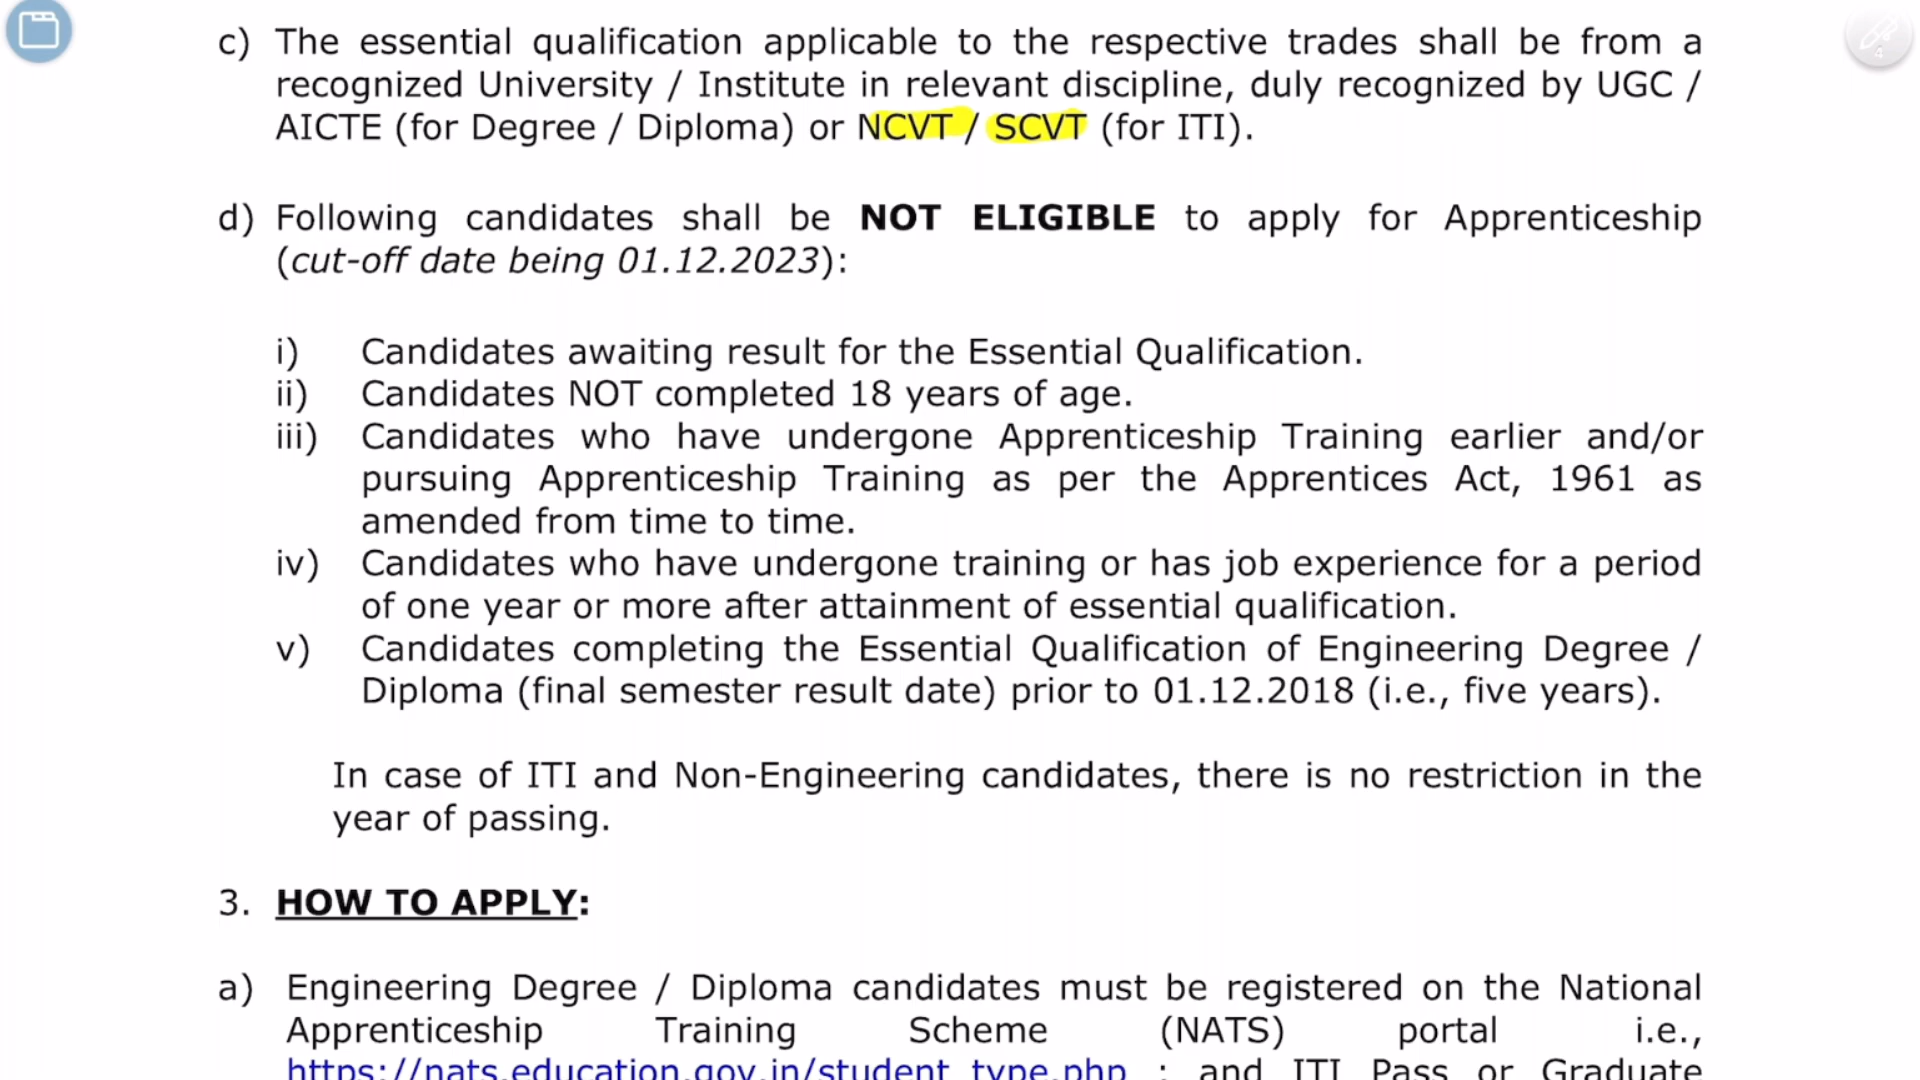 c) The essential qualification applicable to the respective trades shall be from a
recognized University / Institute in relevant discipline, duly recognized by UGC /
AICTE (for Degree / Diploma) or NCVT / SCVT (for ITI).
d) Following candidates shall be NOT ELIGIBLE to apply for Apprenticeship
(cut-off date being 01.12.2023):
i) Candidates awaiting result for the Essential Qualification.
ii) Candidates NOT completed 18 years of age.
iii) Candidates who have undergone Apprenticeship Training earlier and/or
pursuing Apprenticeship Training as per the Apprentices Act, 1961 as
amended from time to time.
iv) Candidates who have undergone training or has job experience for a period
of one year or more after attainment of essential qualification.
v) Candidates completing the Essential Qualification of Engineering Degree /
Diploma (final semester result date) prior to 01.12.2018 (i.e., five years).
In case of ITI and Non-Engineering candidates, there is no restriction in the
year of passing.
3. HOW TO APPLY:
a) Engineering Degree / Diploma candidates must be registered on the National
Apprenticeship Training Scheme (NATS) portal i.e.,
https://nats.education.gov.in/student_type.php ; and ITI Pass or Graduate
4